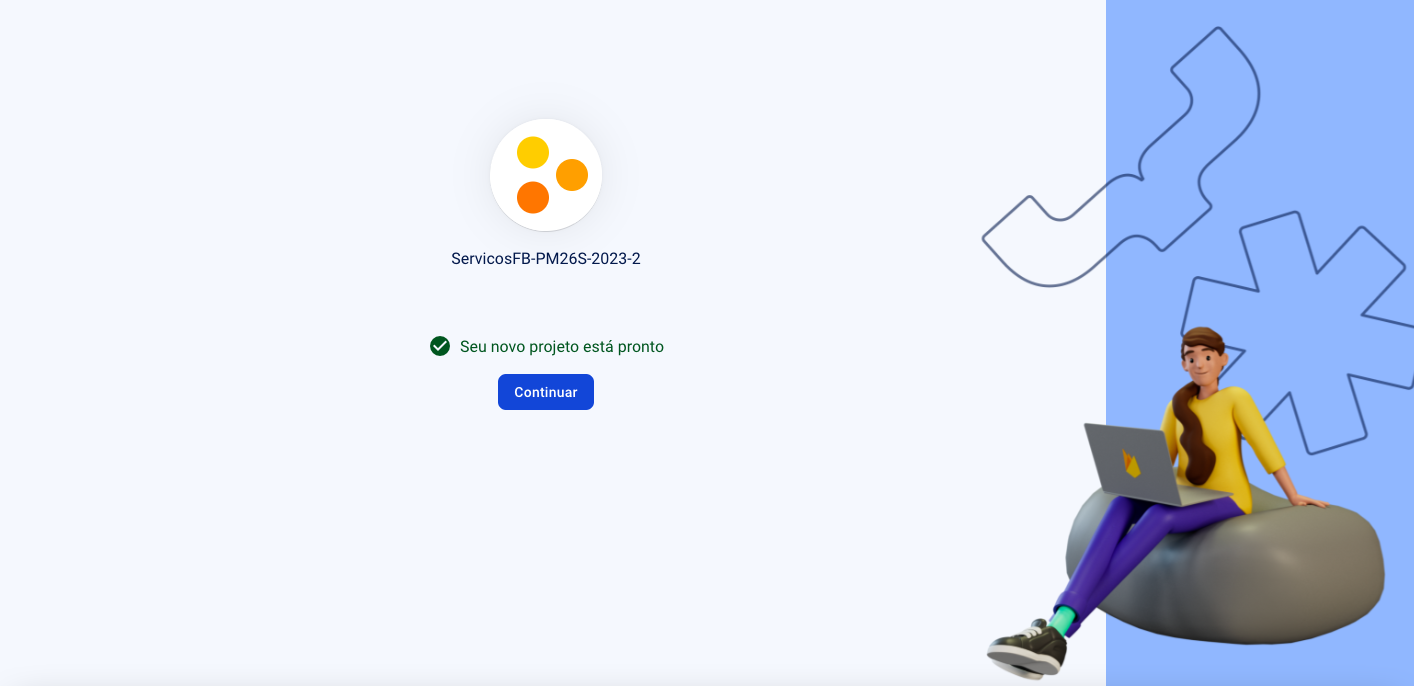 ServicosFB-PM26S-2023-2
Seu novo projeto está pronto
Continuar